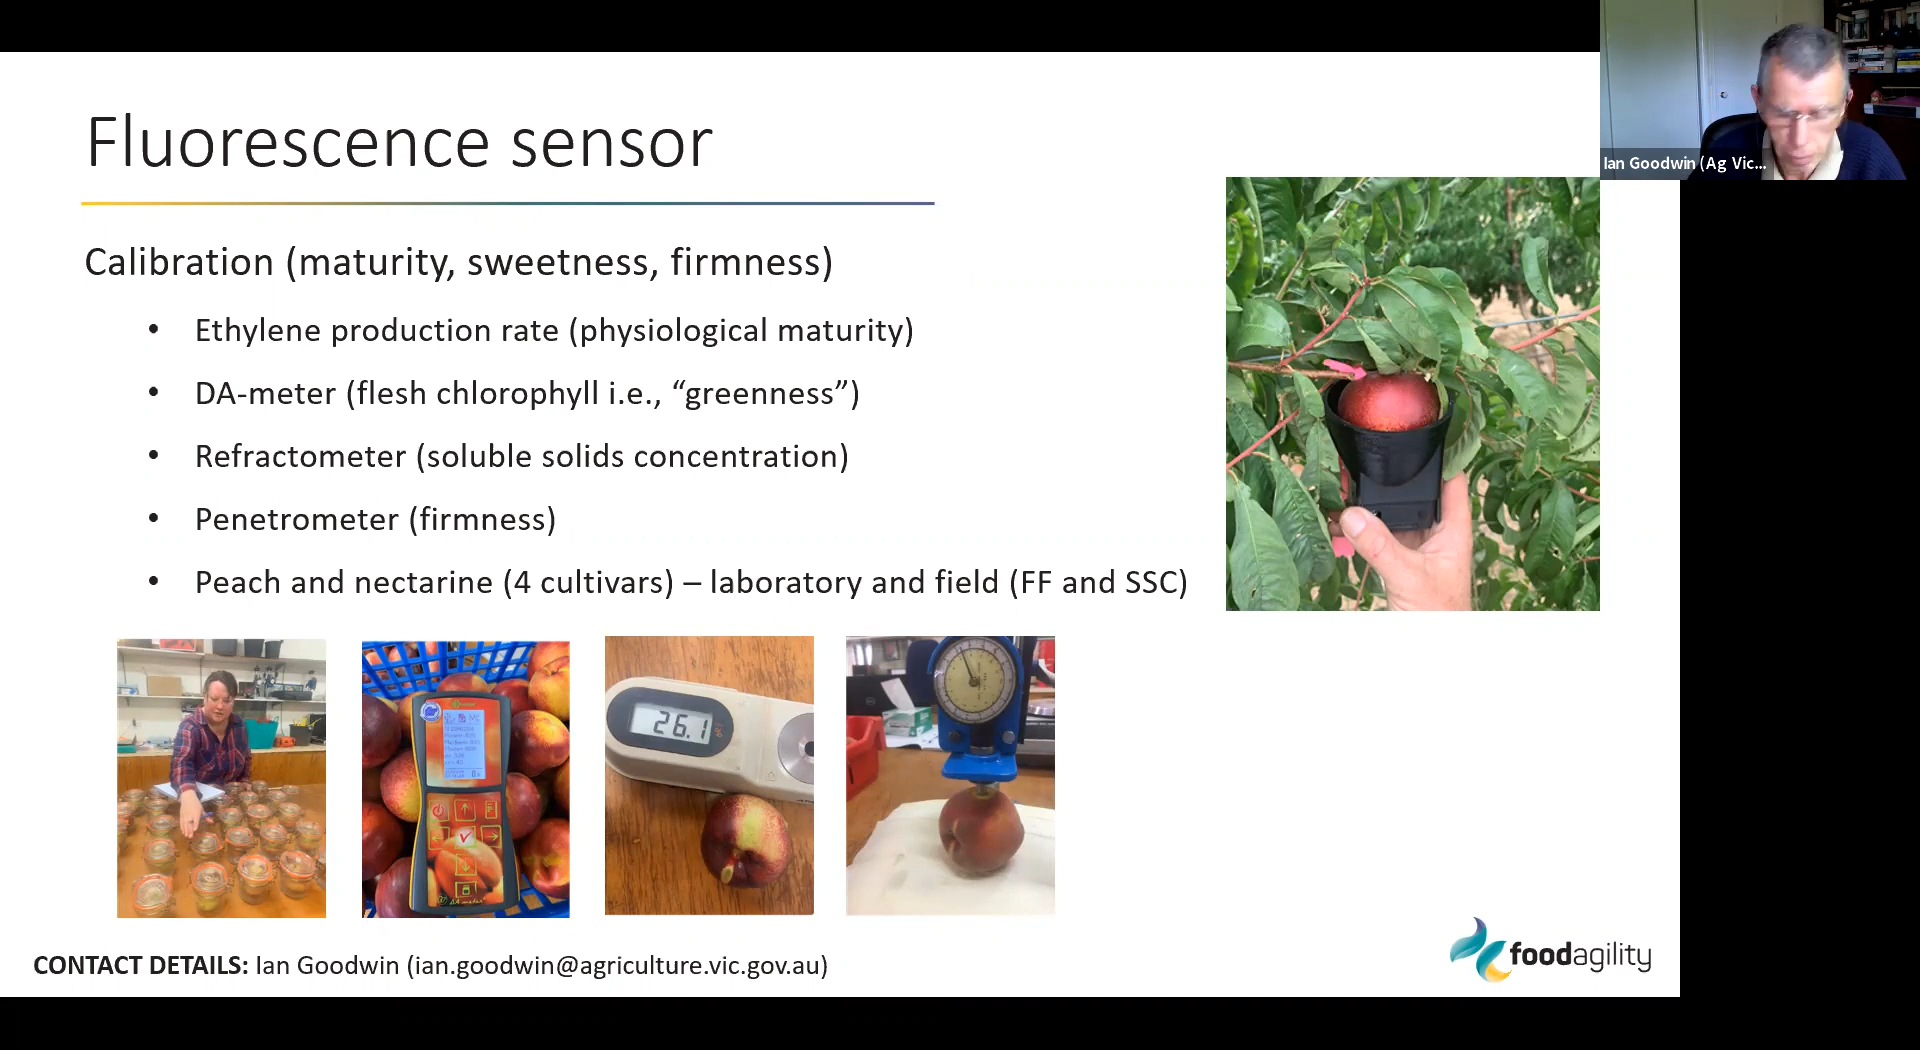 Fluorescence sensor
Ian Goodwin (Ag Vic...
Calibration (maturity, sweetness, firmness)
• Ethylene production rate (physiological maturity)
• DA-meter (flesh chlorophyll i.e., “greenness”)
• Refractometer (soluble solids concentration)
• Penetrometer (firmness)
• Peach and nectarine (4 cultivars) – laboratory and field (FF and SSC)
26.1
DA meter
CONTACT DETAILS: Ian Goodwin (ian.goodwin@agriculture.vic.gov.au)
foodagility